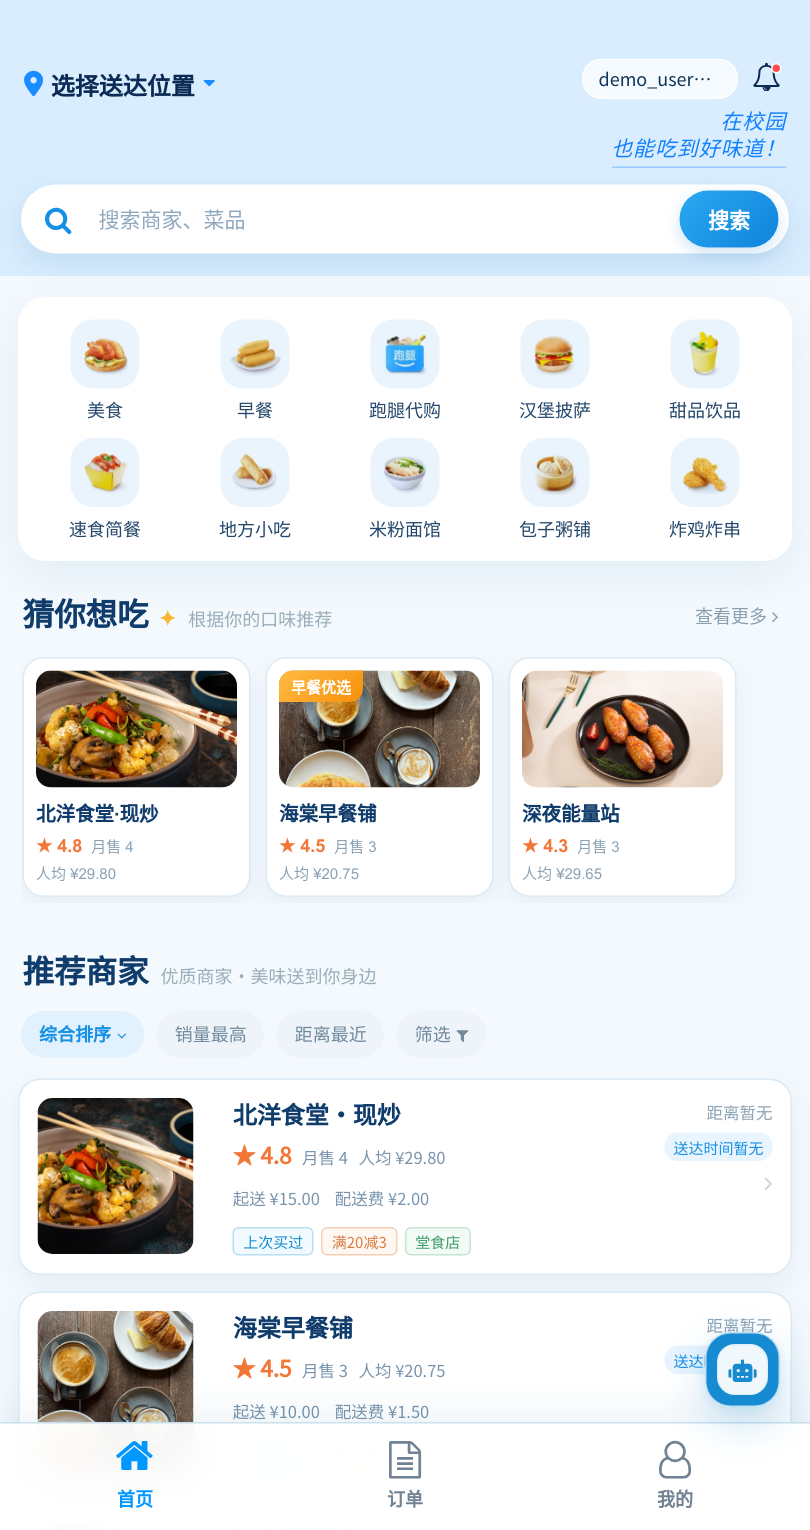 选择送达位置
demo_user···
在校园
也能吃到好味道！
搜索商家、菜品
搜索
跑腿
美食
早餐
跑腿代购
汉堡披萨
甜品饮品
速食简餐
地方小吃
米粉面馆
包子粥铺
炸鸡炸串
猜你想吃 根据你的口味推荐
查看更多
早餐优选
北洋食堂·现炒
4.8 月售 4
人均 ¥29.80
海棠早餐铺
4.5 月售 3
人均 ¥20.75
深夜能量站
4.3 月售 3
人均 ¥29.65
推荐商家 优质商家・美味送到你身边
综合排序
销量最高
距离最近
筛选
北洋食堂・现炒
距离暂无
4.8 月售 4 人均 ¥29.80
送达时间暂无
起送 ¥15.00 配送费 ¥2.00
上次买过
满20减3
堂食店
海棠早餐铺
距离暂无
4.5 月售 3 人均 ¥20.75
送达
起送 ¥10.00 配送费 ¥1.50
首页
订单
我的